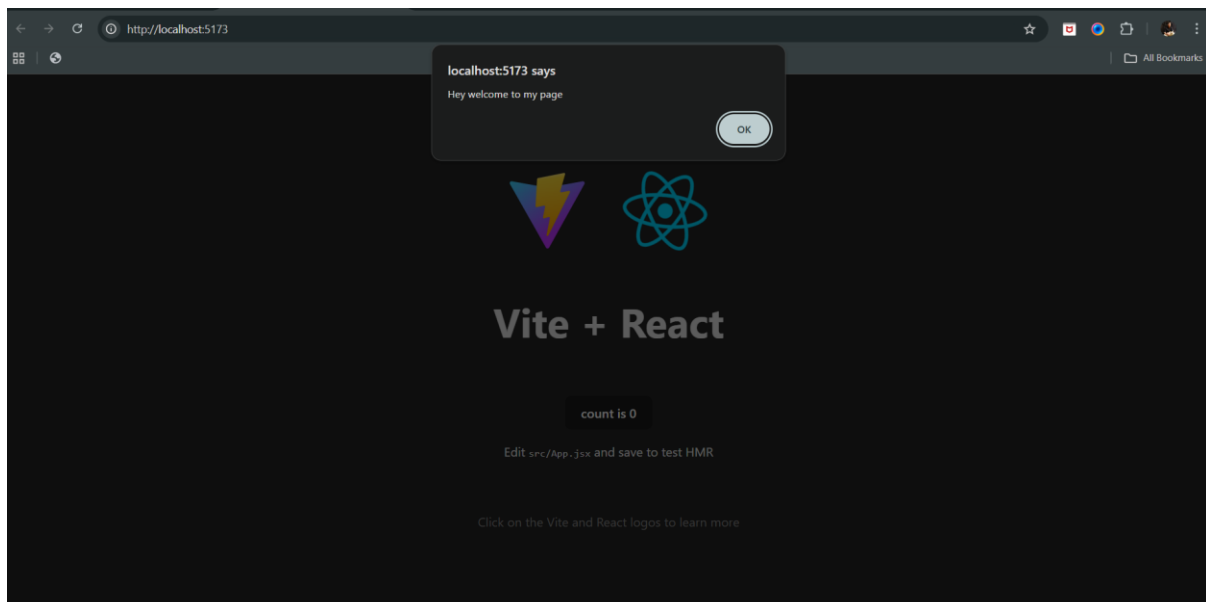 http://localhost:5173
All Bookmarks
localhost:5173 says
Hey welcome to my page
OK
Vite + React
count is 0
Edit src/App.jsx and save to test HMR
Click on the Vite and React logos to learn more